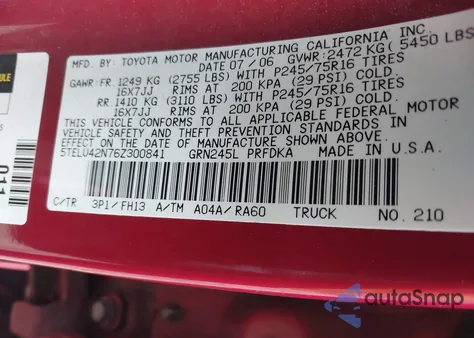 MFD. BY: TOYOTA MOTOR MANUFACTURING CALIFORNIA INC.
DATE 07 / 06 GVWR: 2472 KG ( 5450 LBS
GAWR: FR. 1249 KG (2755 LBS) WITH P245/75R16 TIRES
16X7JJ RIMS AT 200 KPA (29 PSI) COLD.
RR 1410 KG (3110 LBS) WITH P245/75R16 TIRES
16X7JJ RIMS AT 200 KPA (29 PSI) COLD.
THIS VEHICLE CONFORMS TO ALL APPLICABLE FEDERAL MOTOR
VEHICLE SAFETY AND THEFT PREVENTION STANDARDS
IN EFFECT ON THE DATE OF MANUFACTURE SHOWN ABOVE.
5TELU42N76Z300841 GRN245L PRFDKA MADE IN U.S.A.
C/TR 3P1/FH13 A/TM A04A/RA60 TRUCK NO. 210
011
autoSnap